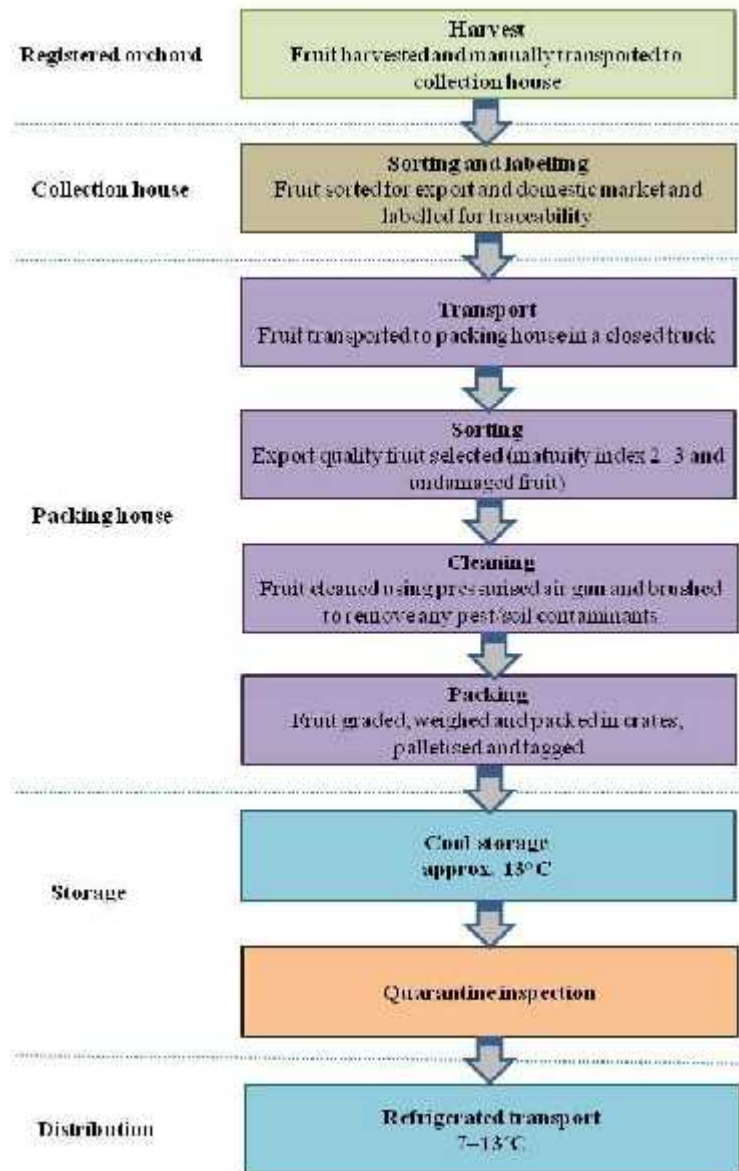 Harvest
Registered orchord
Fruit harvested and manually transported to
collection house
Sorting and labelling
Collection house
Fruit sorted for export and domestic market and
labelled for traceability
Transport
Fruit transported to packing house in a closed truck
Sorting
Export quality fruit selected (maturity index 2–3 and
undamaged fruit)
Packing house
Cleaning
Fruit cleaned using pressurised air gun and brushed
to remove any pest/soil contaminants
Packing
Fruit graded, weighed and packed in crates,
palletised and tagged
Cool storage
approx. 13°C
Storage
Quarantine inspection
Refrigerated transport
Distribution
7–13°C